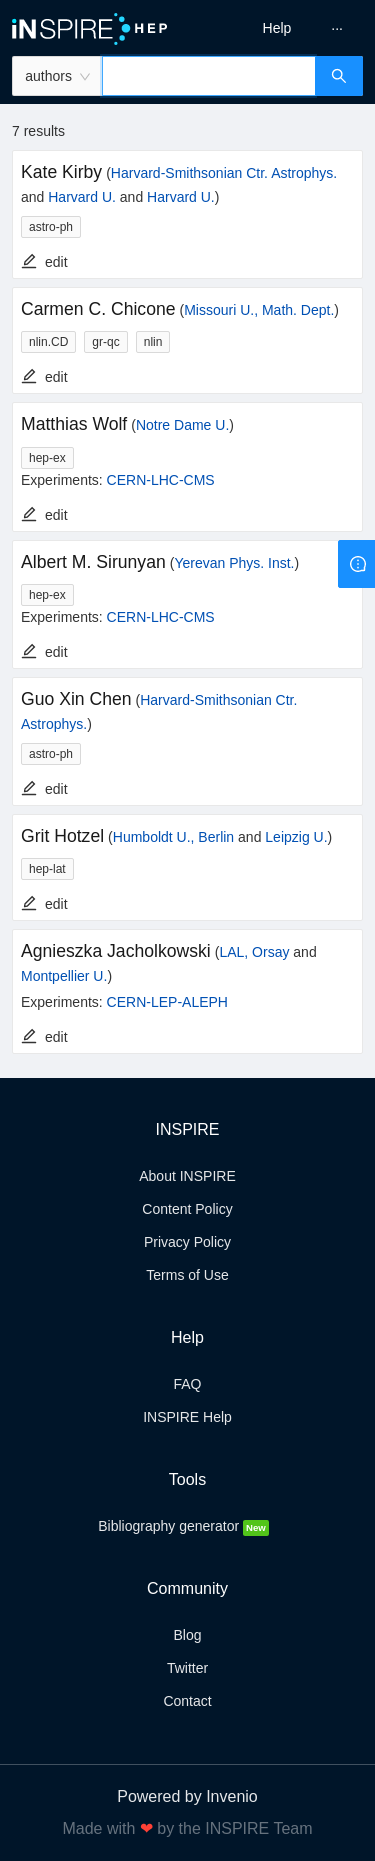 INSPIRE HEP
Help
···
authors
7 results
Kate Kirby (Harvard-Smithsonian Ctr. Astrophys.
and Harvard U. and Harvard U.)
astro-ph
edit
Carmen C. Chicone (Missouri U., Math. Dept.)
nlin.CD gr-qc nlin
edit
Matthias Wolf (Notre Dame U.)
hep-ex
Experiments: CERN-LHC-CMS
edit
Albert M. Sirunyan (Yerevan Phys. Inst.)
hep-ex
Experiments: CERN-LHC-CMS
edit
Guo Xin Chen (Harvard-Smithsonian Ctr.
Astrophys.)
astro-ph
edit
Grit Hotzel (Humboldt U., Berlin and Leipzig U.)
hep-lat
edit
Agnieszka Jacholkowski (LAL, Orsay and
Montpellier U.)
Experiments: CERN-LEP-ALEPH
edit
INSPIRE
About INSPIRE
Content Policy
Privacy Policy
Terms of Use
Help
FAQ
INSPIRE Help
Tools
Bibliography generator New
Community
Blog
Twitter
Contact
Powered by Invenio
Made with ❤ by the INSPIRE Team